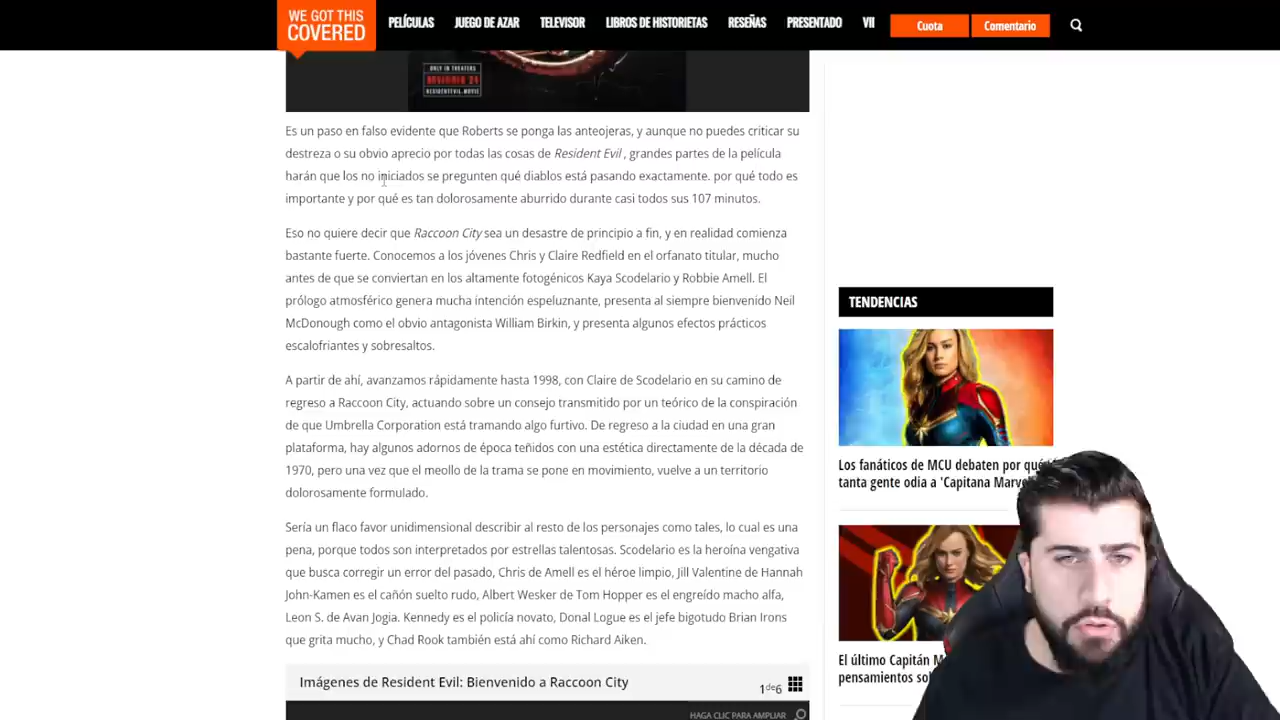 WE GOT THIS
COVERED
PELÍCULAS JUEGO DE AZAR TELEVISOR LIBROS DE HISTORIETAS RESEÑAS PRESENTADO VII Cuota Comentario
ONLY IN THEATERS
NOVEMBER 24
RESIDENTEVIL.MOVIE
Es un paso en falso evidente que Roberts se ponga las anteojeras, y aunque no puedes criticar su
destreza o su obvio aprecio por todas las cosas de Resident Evil , grandes partes de la película
harán que los no iniciados se pregunten qué diablos está pasando exactamente. por qué todo es
importante y por qué es tan dolorosamente aburrido durante casi todos sus 107 minutos.
Eso no quiere decir que Raccoon City sea un desastre de principio a fin, y en realidad comienza
bastante fuerte. Conocemos a los jóvenes Chris y Claire Redfield en el orfanato titular, mucho
antes de que se conviertan en los altamente fotogénicos Kaya Scodelario y Robbie Amell. El
prólogo atmosférico genera mucha intención espeluznante, presenta al siempre bienvenido Neil
McDonough como el obvio antagonista William Birkin, y presenta algunos efectos prácticos
escalofriantes y sobresaltos.
A partir de ahí, avanzamos rápidamente hasta 1998, con Claire de Scodelario en su camino de
regreso a Raccoon City, actuando sobre un consejo transmitido por un teórico de la conspiración
de que Umbrella Corporation está tramando algo furtivo. De regreso a la ciudad en una gran
plataforma, hay algunos adornos de época teñidos con una estética directamente de la década de
1970, pero una vez que el meollo de la trama se pone en movimiento, vuelve a un territorio
dolorosamente formulado.
Sería un flaco favor unidimensional describir al resto de los personajes como tales, lo cual es una
pena, porque todos son interpretados por estrellas talentosas. Scodelario es la heroína vengativa
que busca corregir un error del pasado, Chris de Amell es el héroe limpio, Jill Valentine de Hannah
John-Kamen es el cañón suelto rudo, Albert Wesker de Tom Hopper es el engreído macho alfa,
Leon S. de Avan Jogia. Kennedy es el policía novato, Donal Logue es el jefe bigotudo Brian Irons
que grita mucho, y Chad Rook también está ahí como Richard Aiken.
Imágenes de Resident Evil: Bienvenido a Raccoon City
1 de 6
HAGA CLIC PARA AMPLIAR
TENDENCIAS
Los fanáticos de MCU debaten por qué
tanta gente odia a 'Capitana Marve
El último Capitán M
pensamientos so